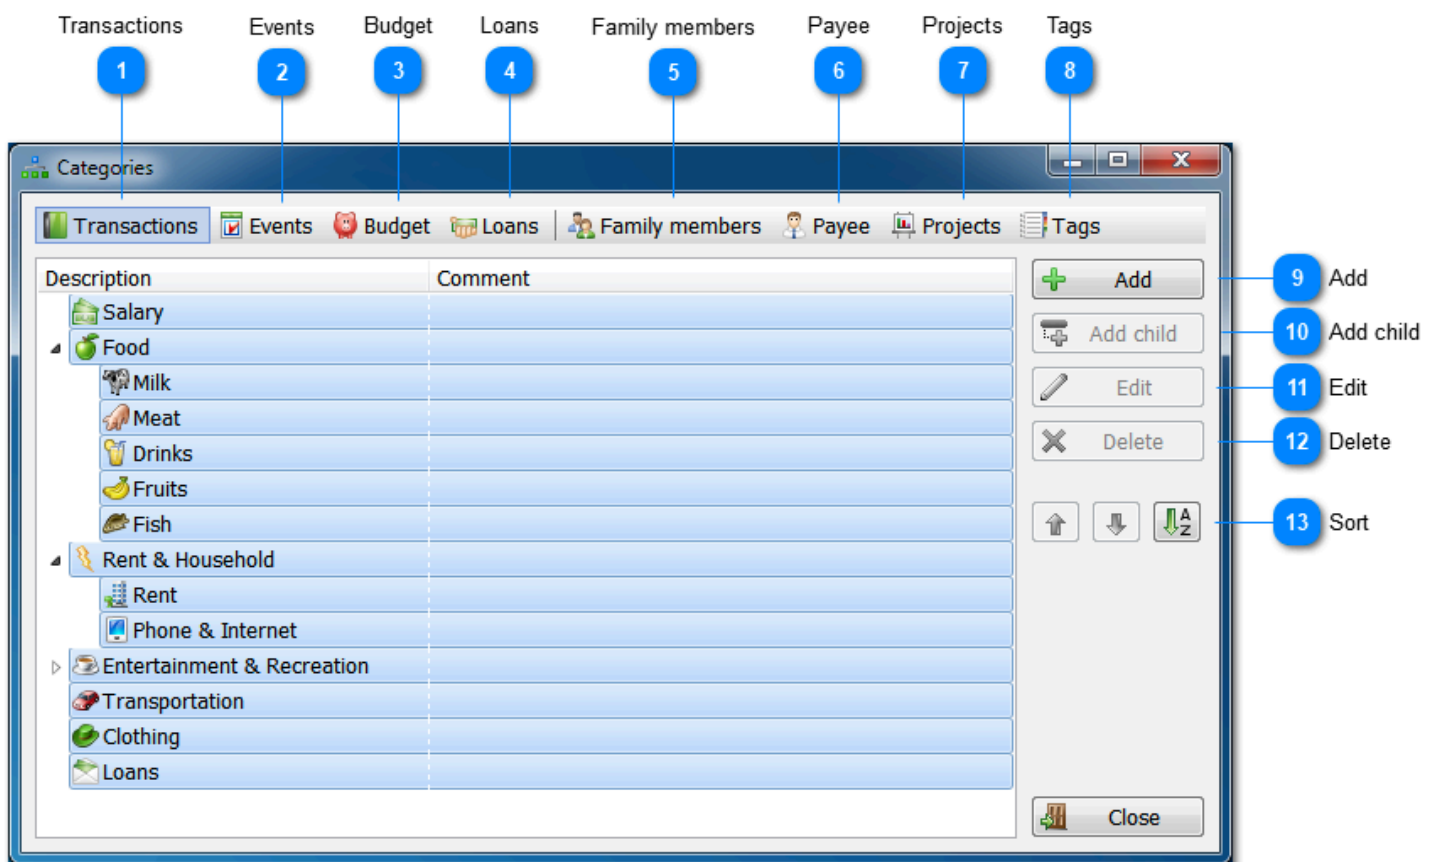 Transactions Events Budget Loans Family members Payee Projects Tags
1 2 3 4 5 6 7 8
Categories
Transactions Events Budget Loans Family members Payee Projects Tags
Description Comment
Add 9 Add
Salary
Add child 10 Add child
Food
Milk
Edit 11 Edit
Meat
Delete 12 Delete
Drinks
Fruits
Fish
A
Z
13 Sort
Rent & Household
Rent
Phone & Internet
Entertainment & Recreation
Transportation
Clothing
Loans
Close